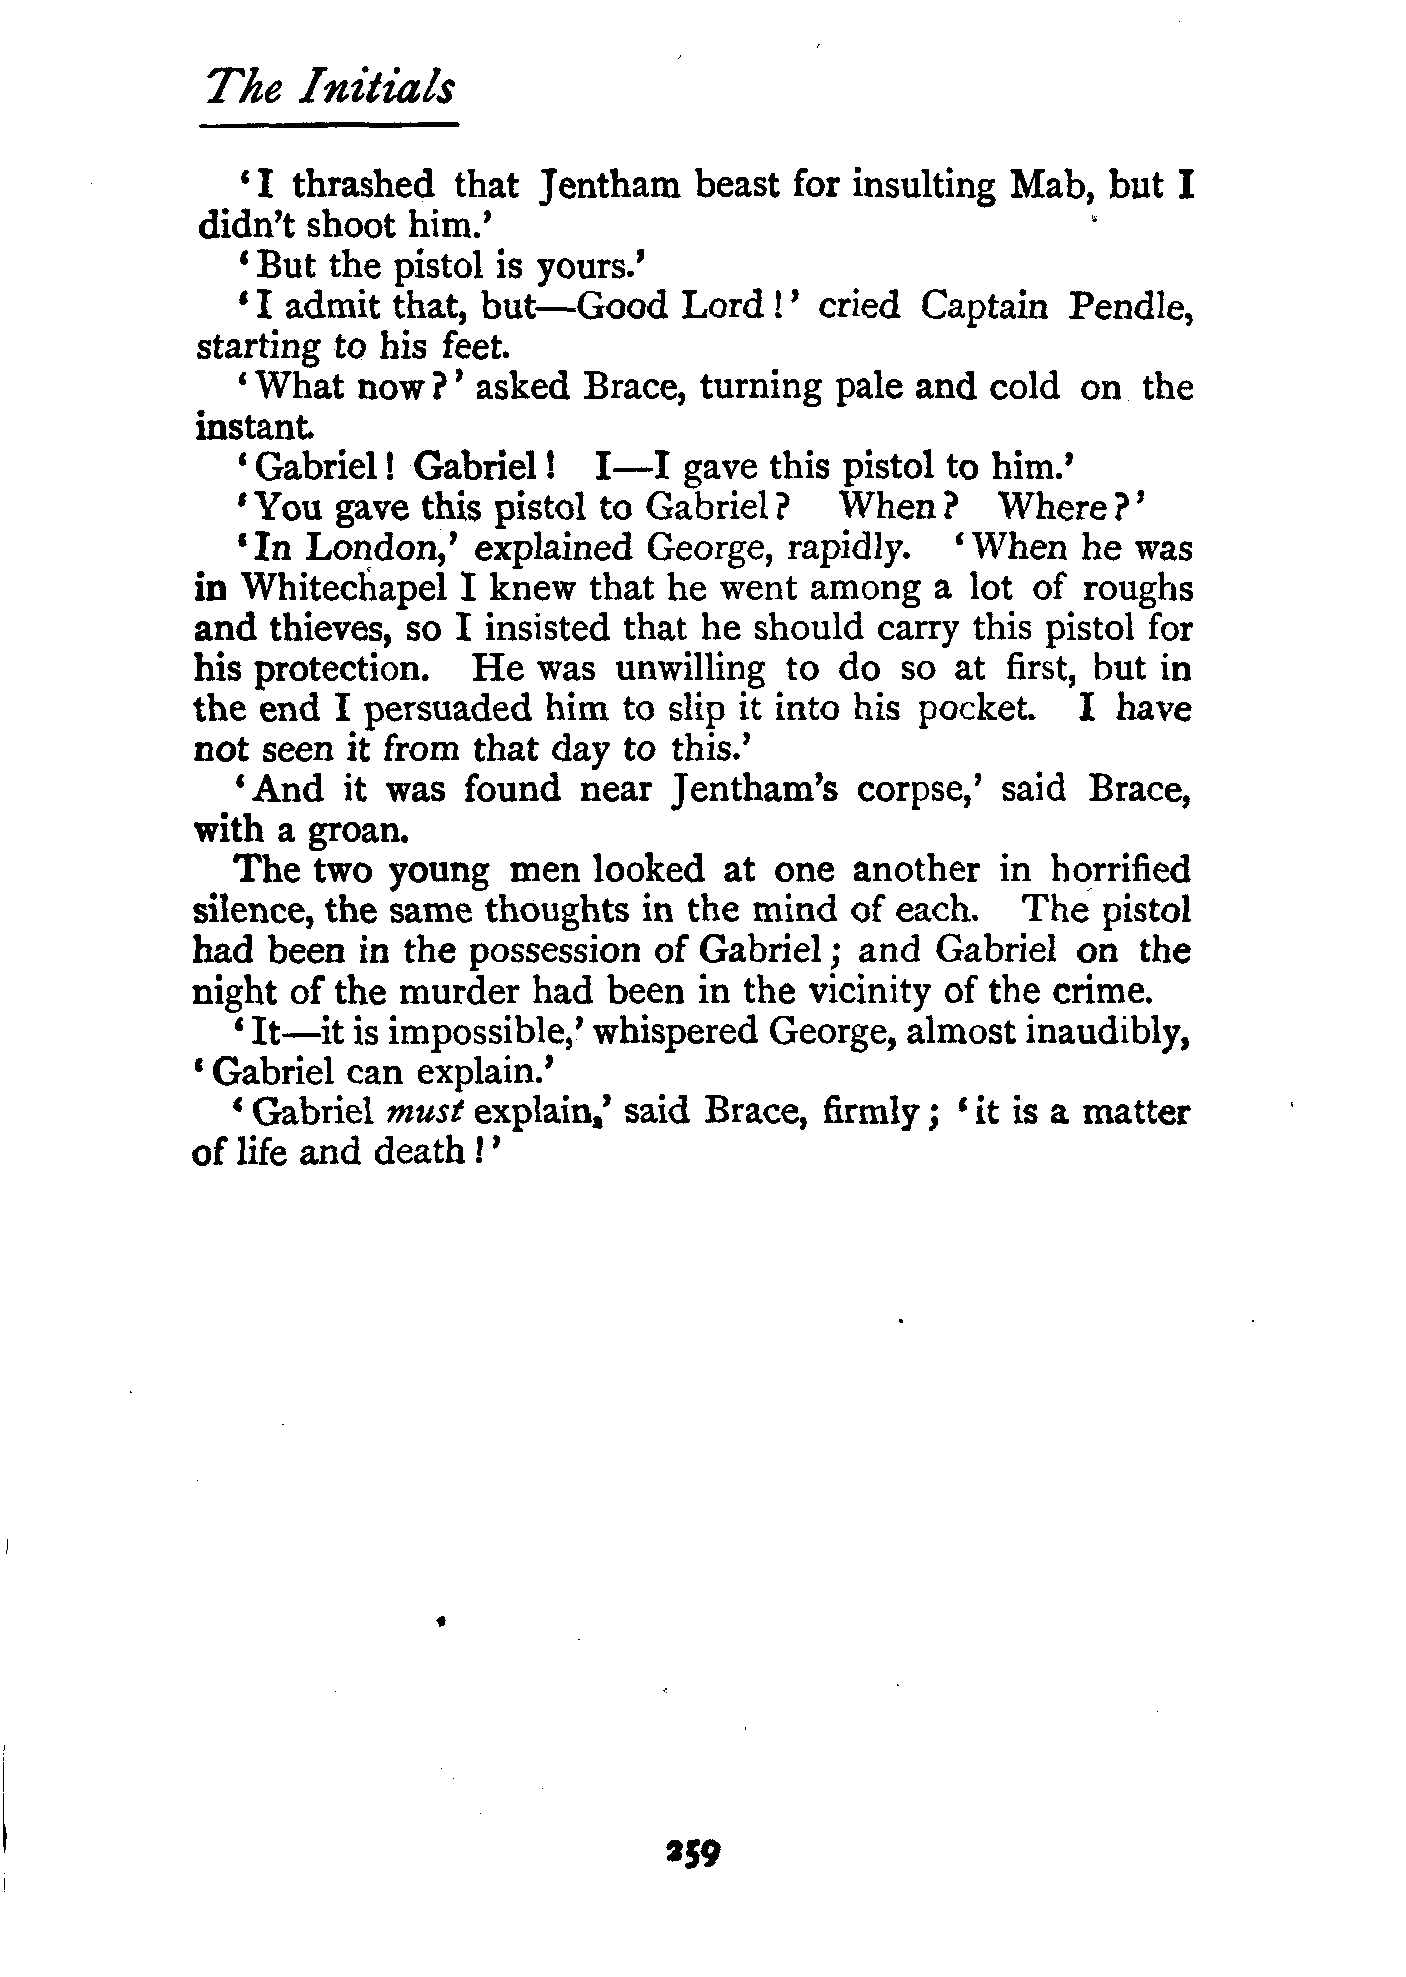 The Initials
‘I thrashed that Jentham beast for insulting Mab, but I
didn’t shoot him.’
‘But the pistol is yours.’
‘I admit that, but—Good Lord!’ cried Captain Pendle,
starting to his feet.
‘What now?’ asked Brace, turning pale and cold on the
instant.
‘Gabriel! Gabriel! I—I gave this pistol to him.’
‘You gave this pistol to Gabriel? When? Where?’
‘In London,’ explained George, rapidly. ‘When he was
in Whitechapel I knew that he went among a lot of roughs
and thieves, so I insisted that he should carry this pistol for
his protection. He was unwilling to do so at first, but in
the end I persuaded him to slip it into his pocket. I have
not seen it from that day to this.’
‘And it was found near Jentham’s corpse,’ said Brace,
with a groan.
The two young men looked at one another in horrified
silence, the same thoughts in the mind of each. The pistol
had been in the possession of Gabriel; and Gabriel on the
night of the murder had been in the vicinity of the crime.
‘It—it is impossible,’ whispered George, almost inaudibly,
‘Gabriel can explain.’
‘Gabriel must explain,’ said Brace, firmly; ‘it is a matter
of life and death!’
259